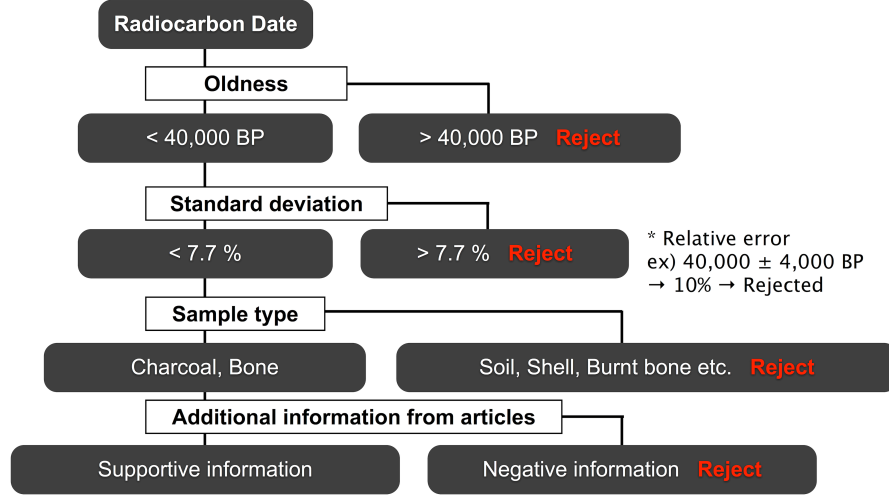 Radiocarbon Date
Oldness
< 40,000 BP
> 40,000 BP Reject
Standard deviation
< 7.7 %
> 7.7 % Reject
* Relative error
ex) 40,000 ± 4,000 BP
→ 10% → Rejected
Sample type
Charcoal, Bone
Soil, Shell, Burnt bone etc. Reject
Additional information from articles
Supportive information
Negative information Reject